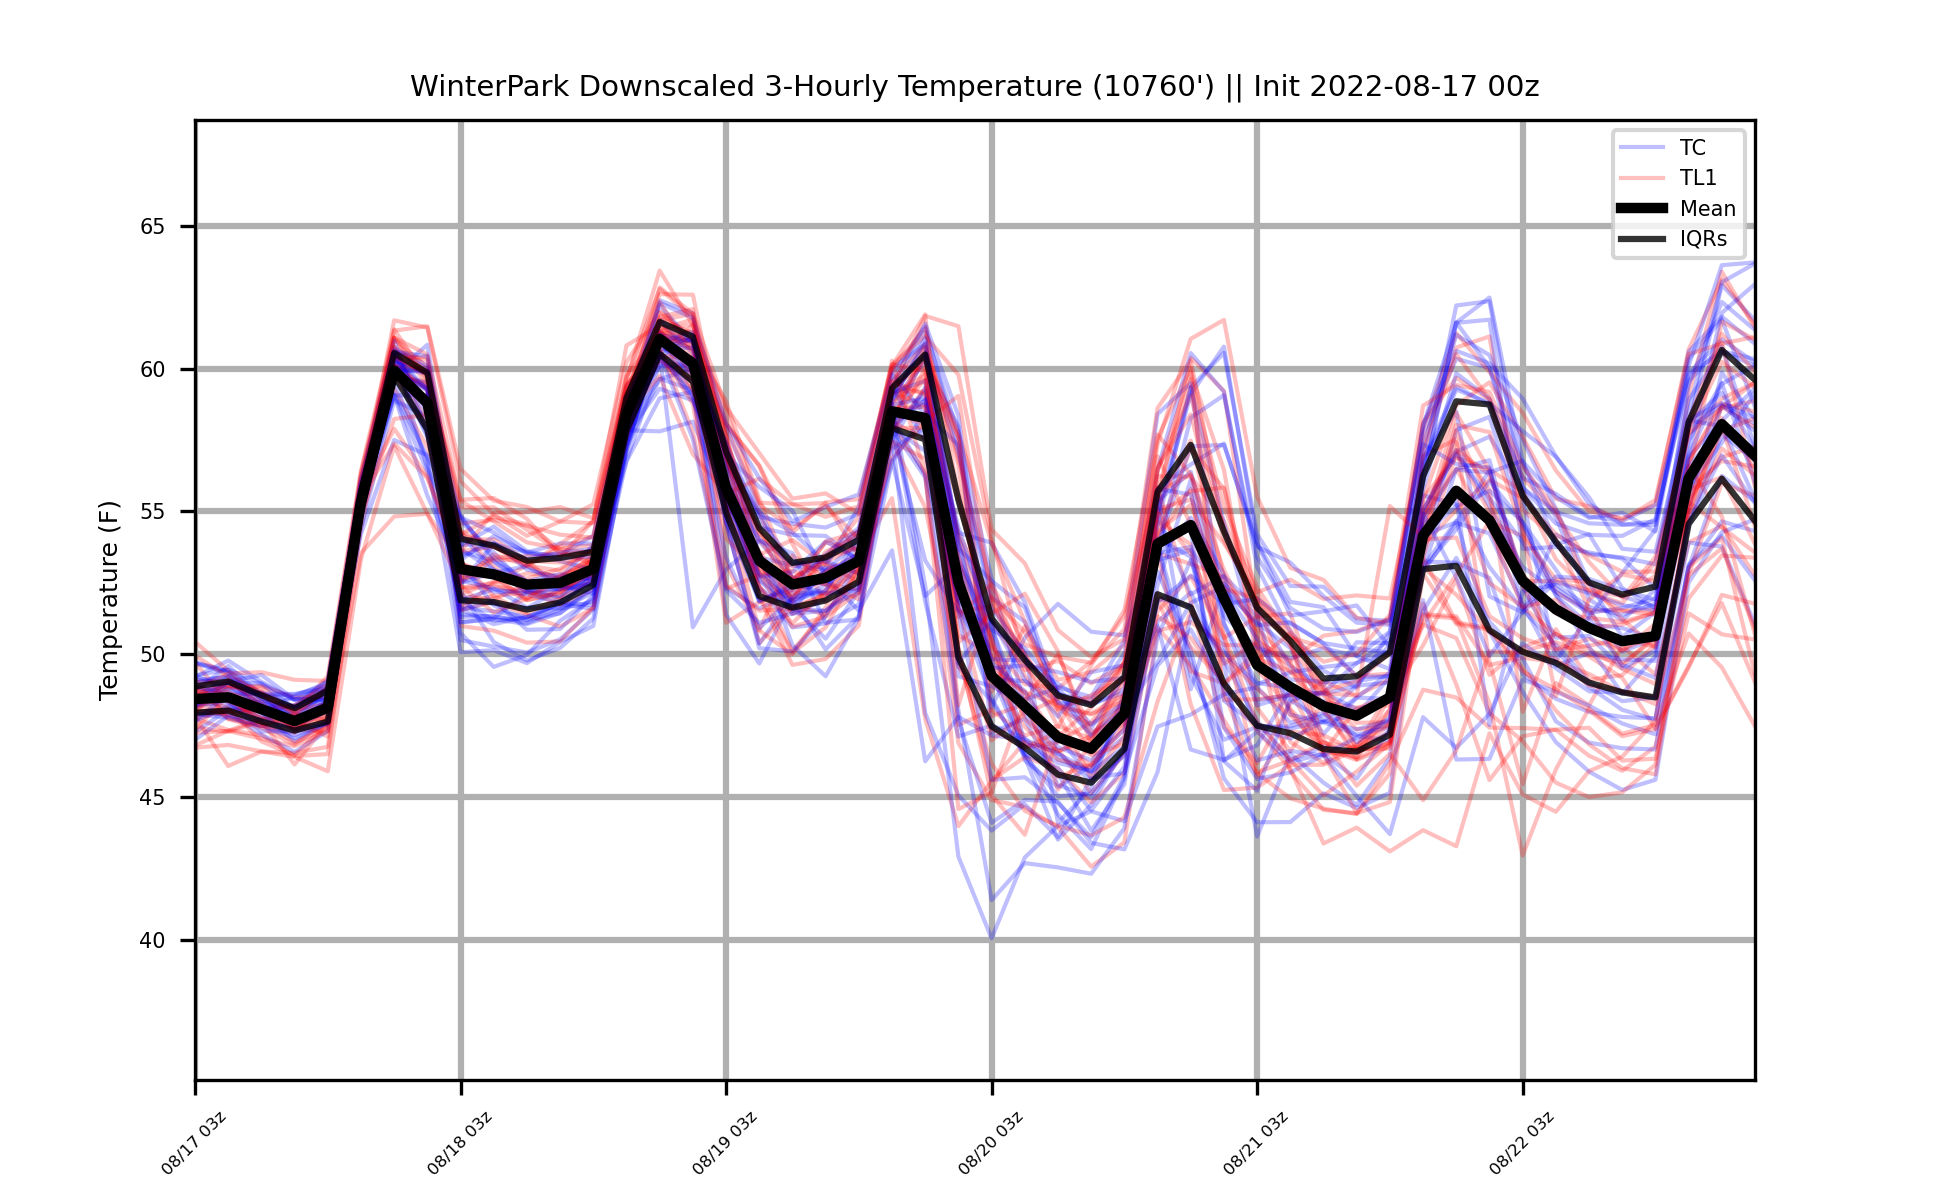 WinterPark Downscaled 3-Hourly Temperature (10760') || Init 2022-08-17 00z
TC
TL1
Mean
IQRs
Temperature (F)
65
60
55
50
45
40
08/17 03z
08/18 03z
08/19 03z
08/20 03z
08/21 03z
08/22 03z